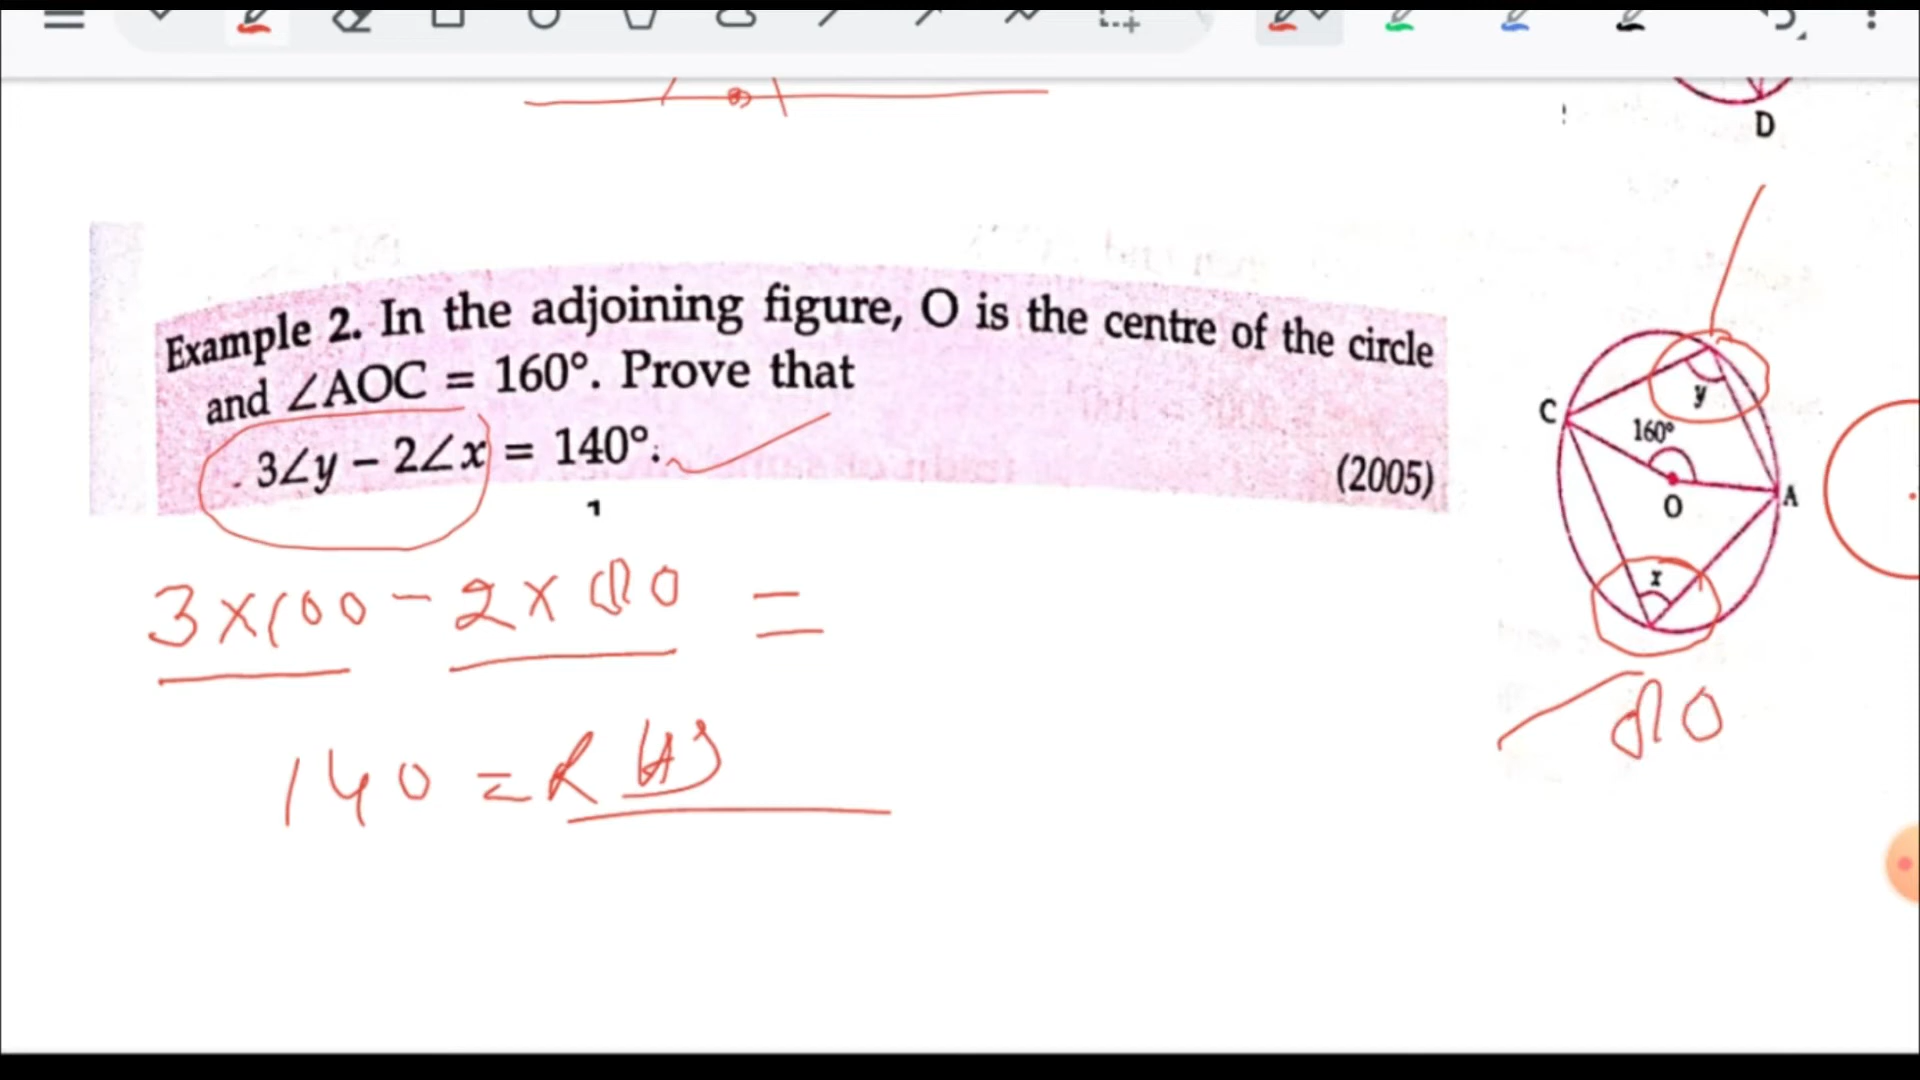 D
Example 2. In the adjoining figure, O is the centre of the circle
and ∠AOC = 160°. Prove that
3∠y – 2∠x = 140°.
(2005)
C
y
160°
O
A
x
3 × 100 - 2 × 80 =
80
140 = RHS